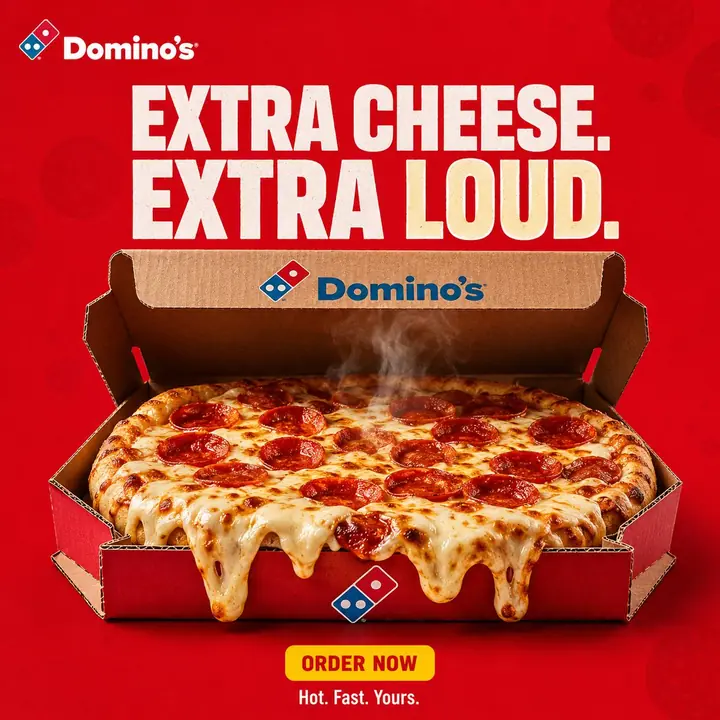 Domino's
EXTRA CHEESE.
EXTRA LOUD.
Domino's
ORDER NOW
Hot. Fast. Yours.